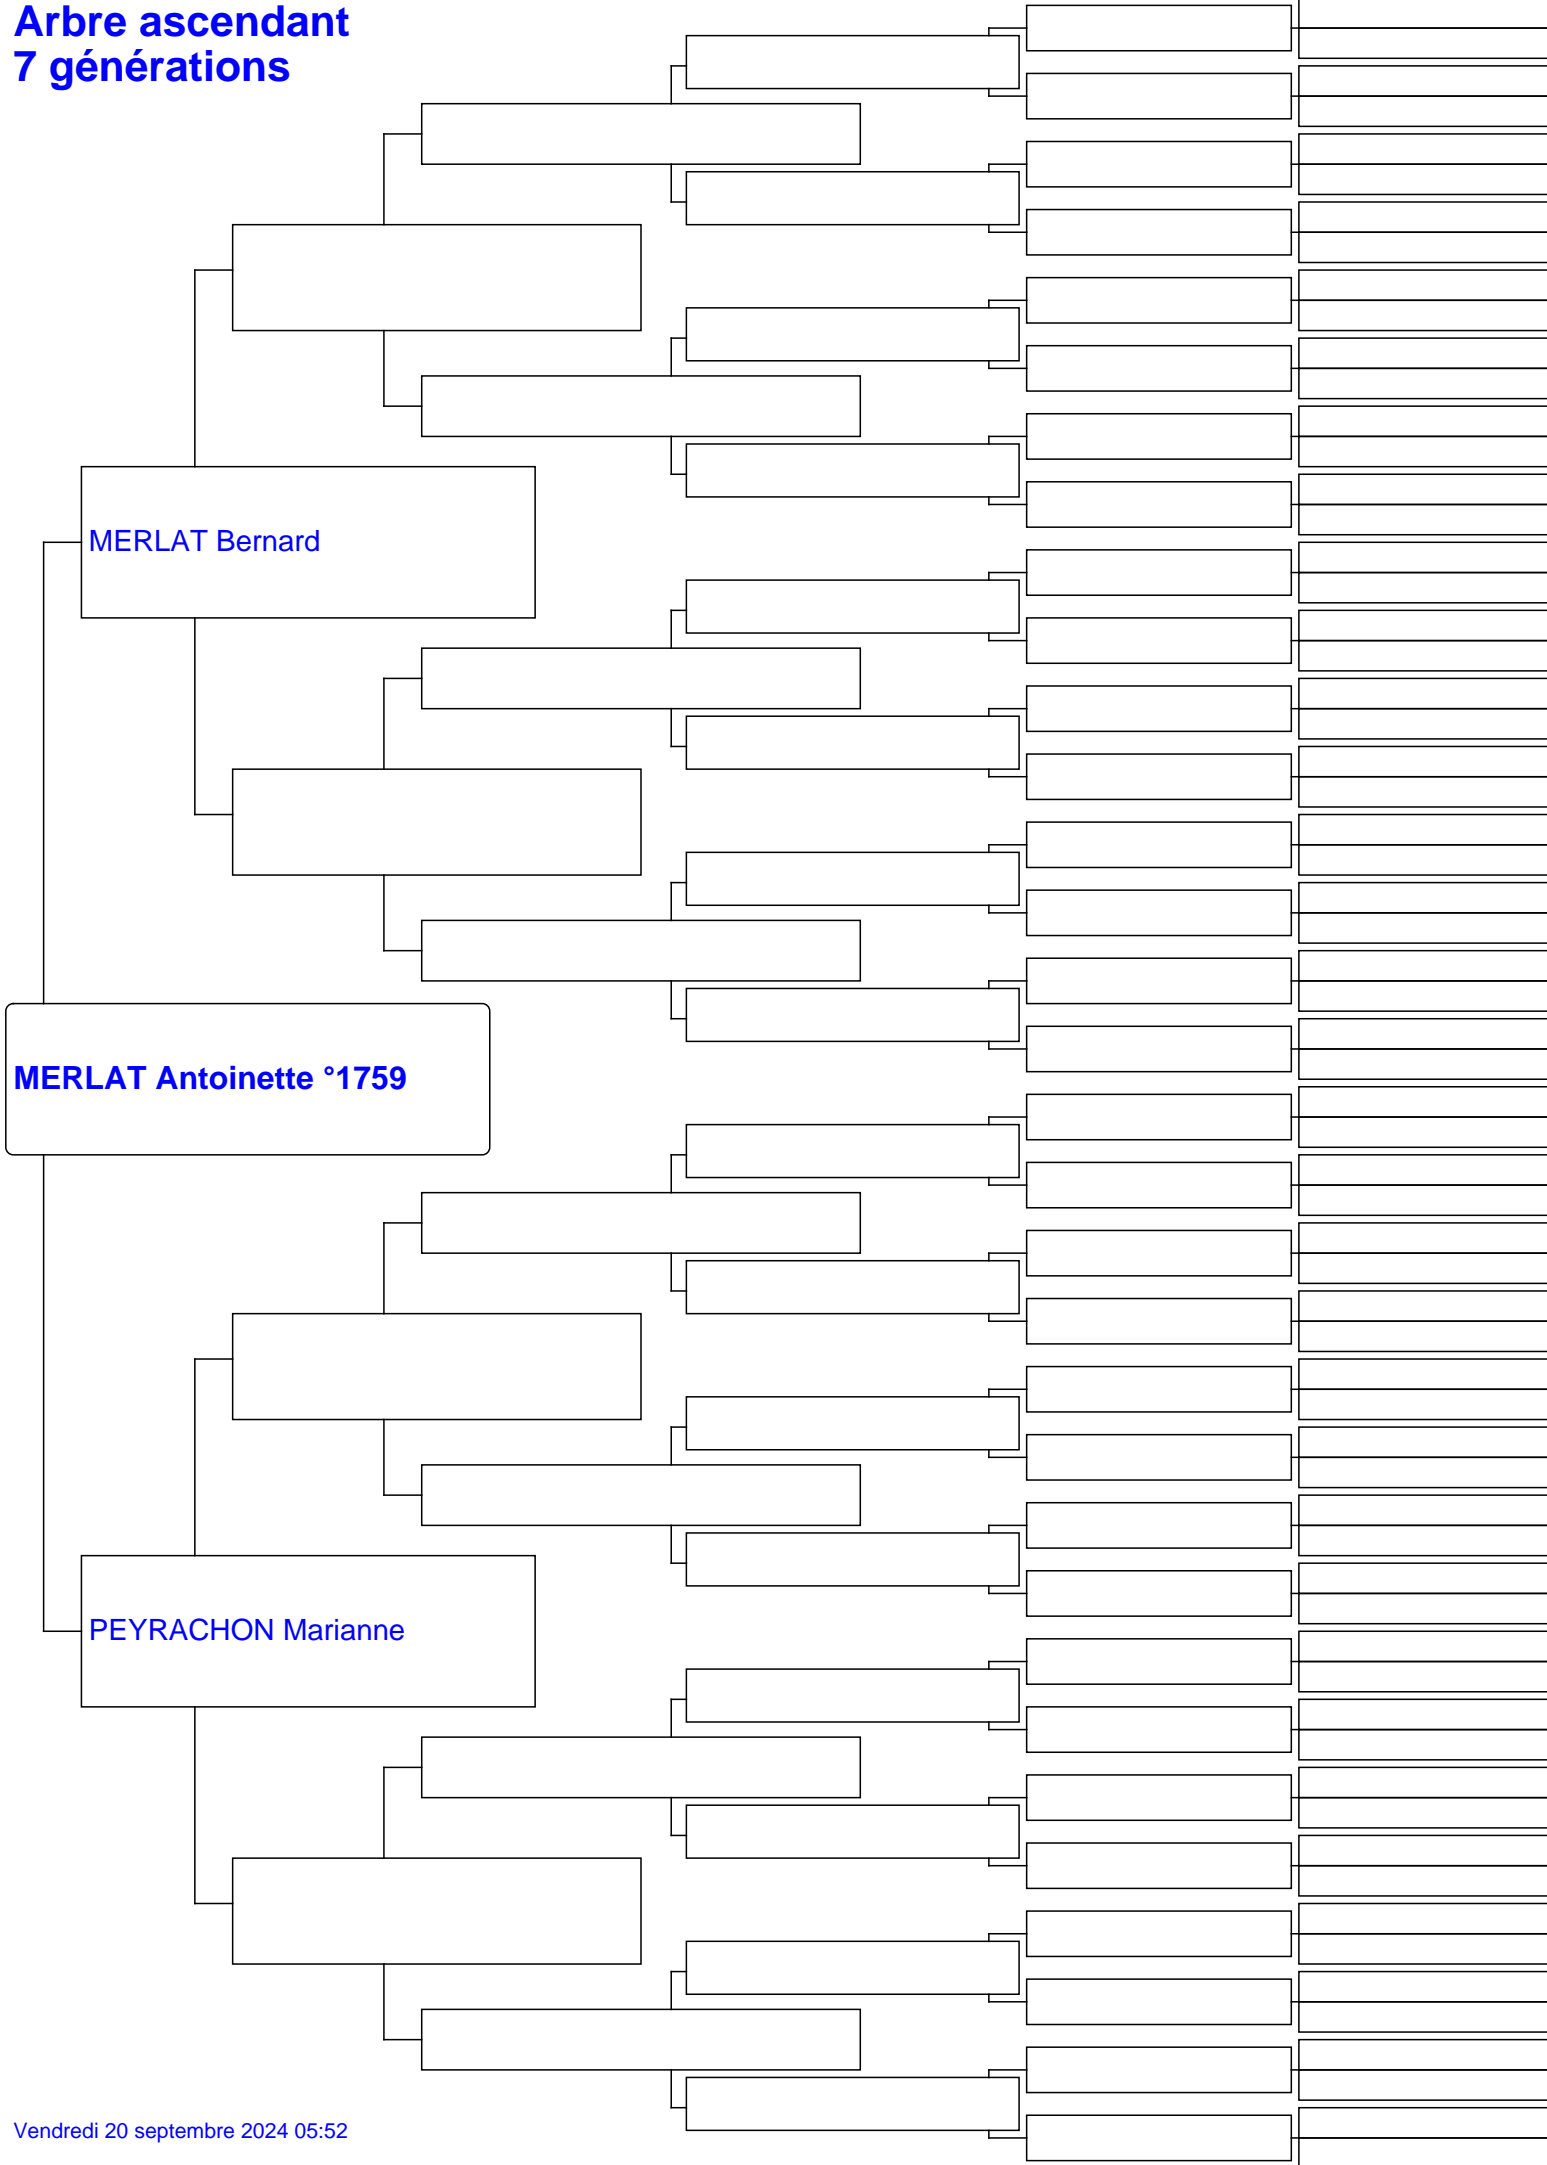 Arbre ascendant
7 générations
MERLAT Bernard
MERLAT Antoinette °1759
PEYRACHON Marianne
Vendredi 20 septembre 2024 05:52